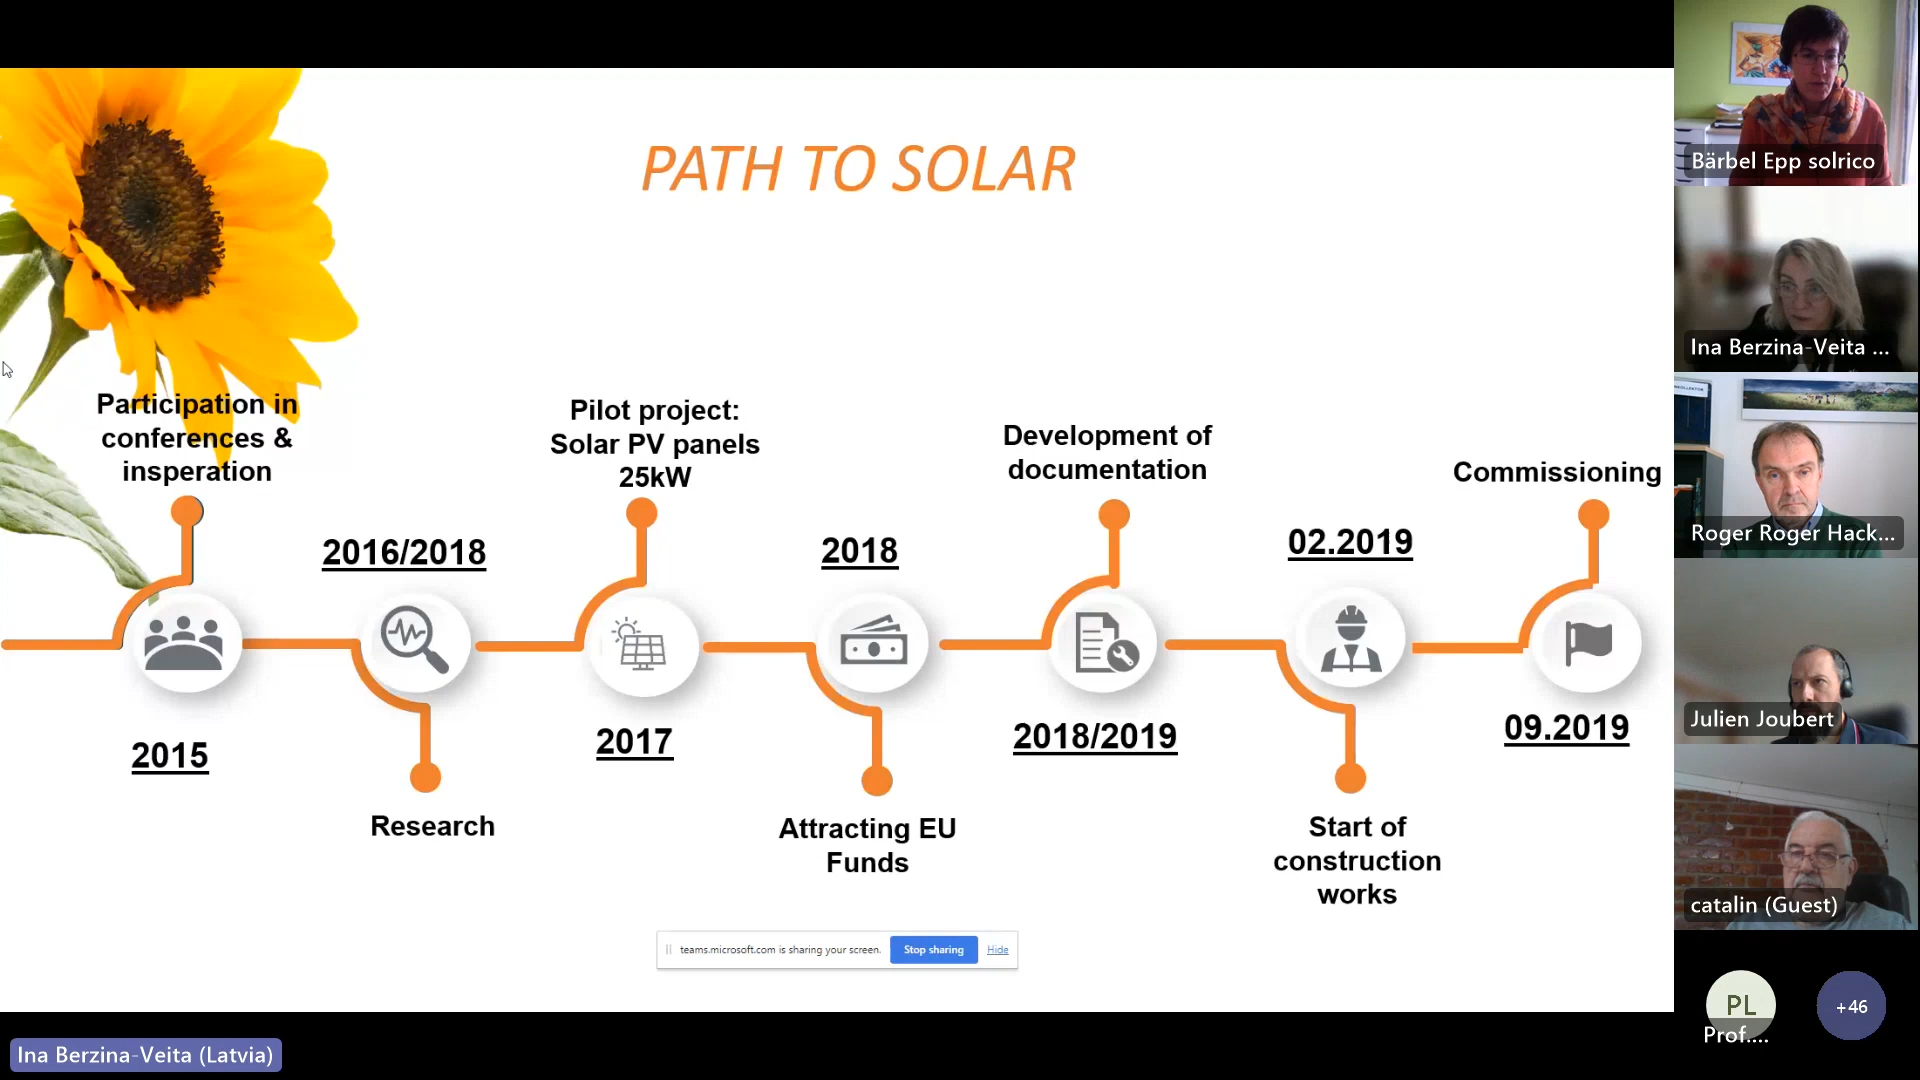 PATH TO SOLAR
Participation in
conferences &
insperation
2015
2016/2018
Research
Pilot project:
Solar PV panels
25kW
2017
2018
Attracting EU
Funds
Development of
documentation
2018/2019
02.2019
Start of
construction
works
Commissioning
09.2019
teams.microsoft.com is sharing your screen.
Stop sharing
Hide
Ina Berzina-Veita (Latvia)
Bärbel Epp solrico
Ina Berzina-Veita ...
Roger Roger Hack...
Julien Joubert
catalin (Guest)
PL
Prof....
+46